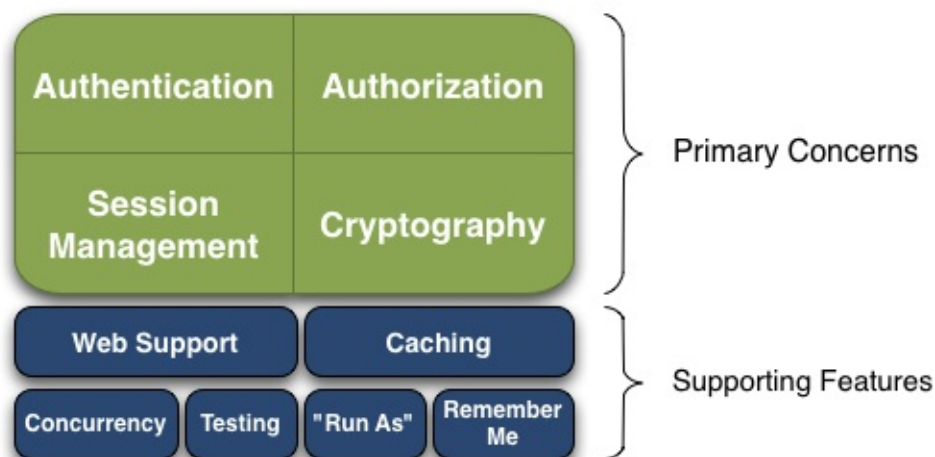 Authentication
Authorization
Session
Management
Cryptography
Primary Concerns
Web Support
Caching
Supporting Features
Concurrency
Testing
"Run As"
Remember
Me